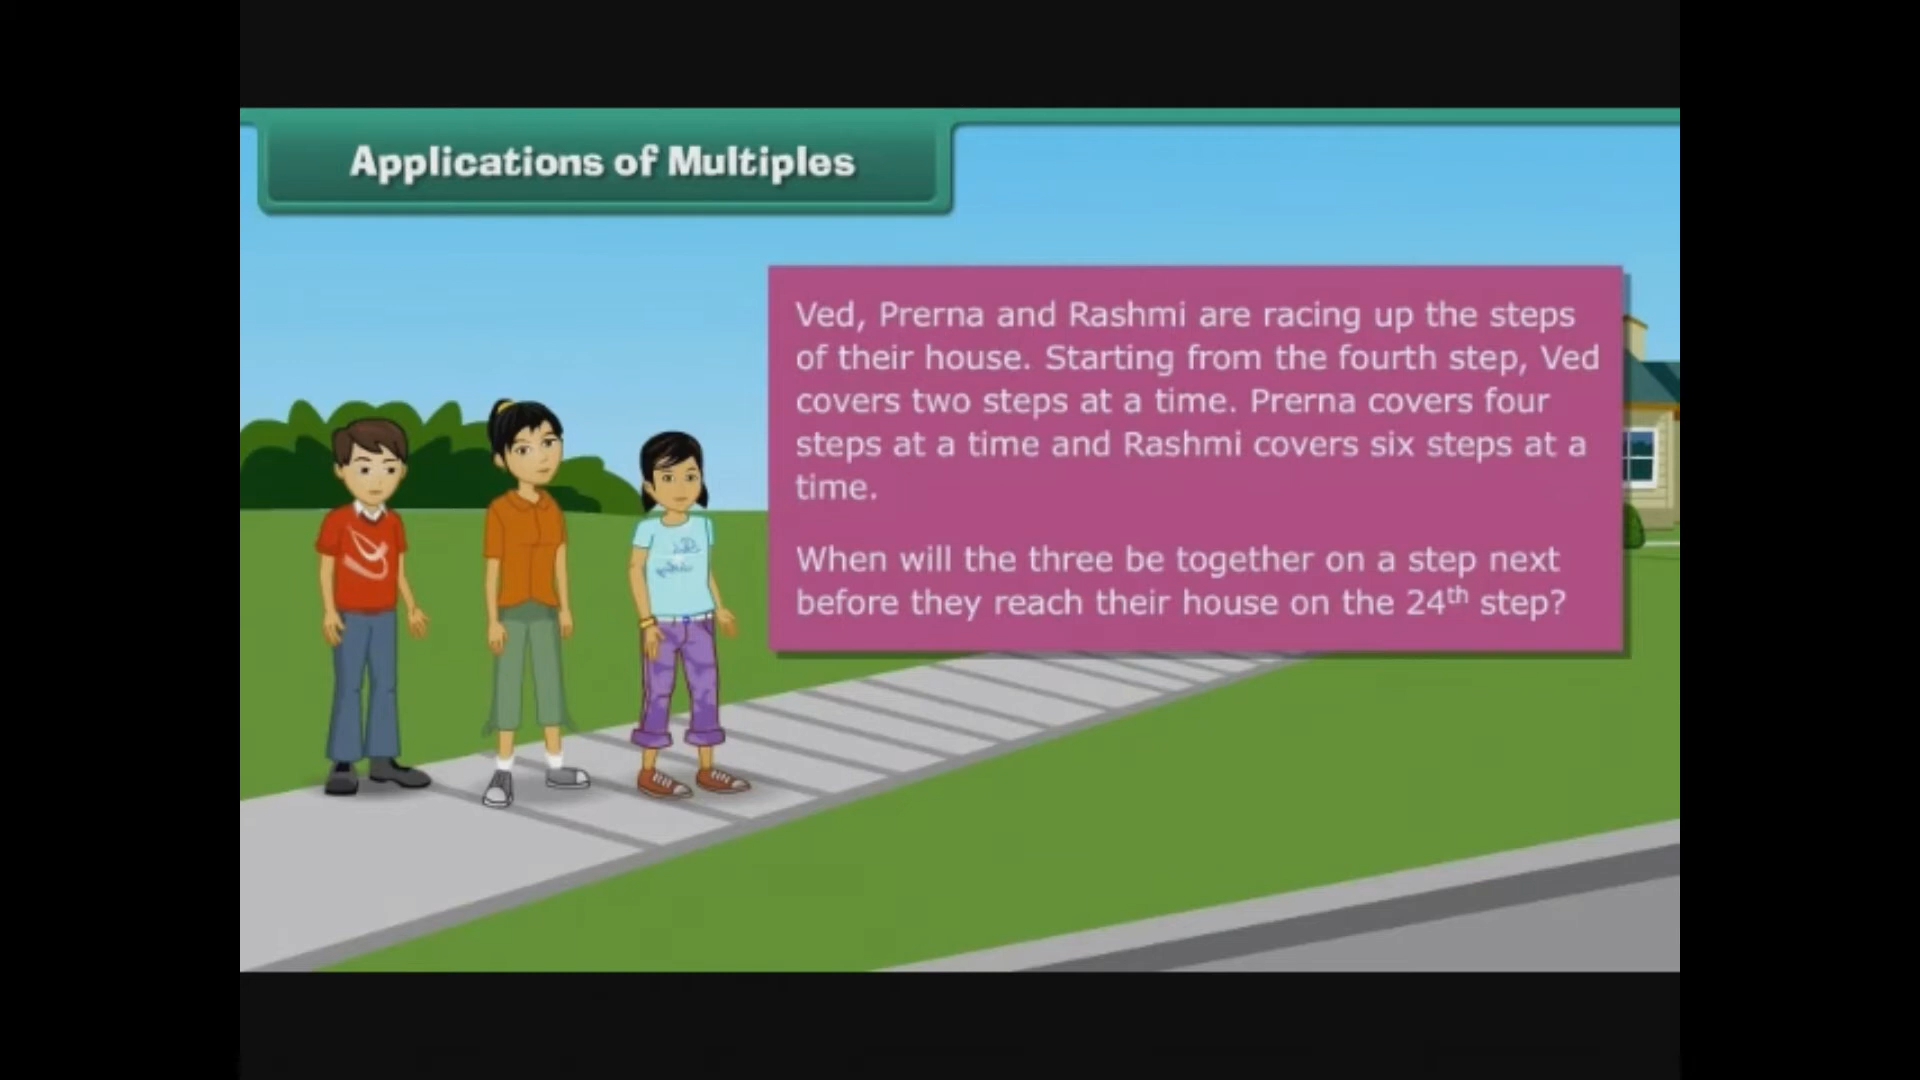 Applications of Multiples
Ved, Prerna and Rashmi are racing up the steps
of their house. Starting from the fourth step, Ved
covers two steps at a time. Prerna covers four
steps at a time and Rashmi covers six steps at a
time.
When will the three be together on a step next
before they reach their house on the 24th step?